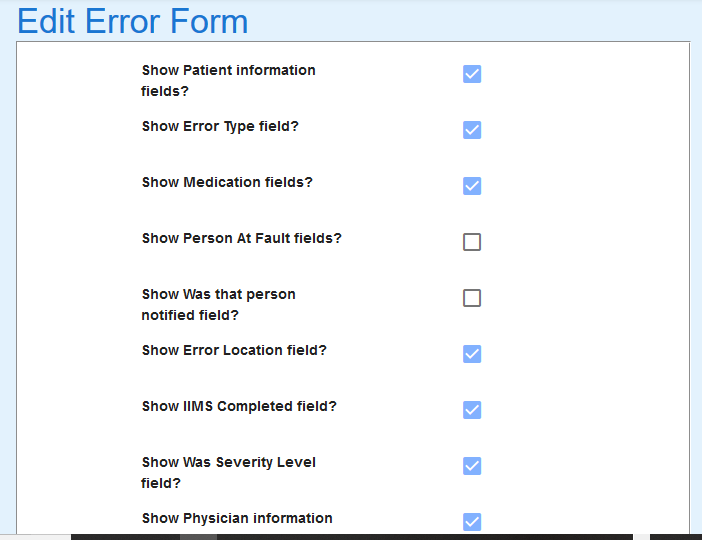 Edit Error Form
Show Patient information
fields?
Show Error Type field?
Show Medication fields?
Show Person At Fault fields?
Show Was that person
notified field?
Show Error Location field?
Show IIMS Completed field?
Show Was Severity Level
field?
Show Physician information